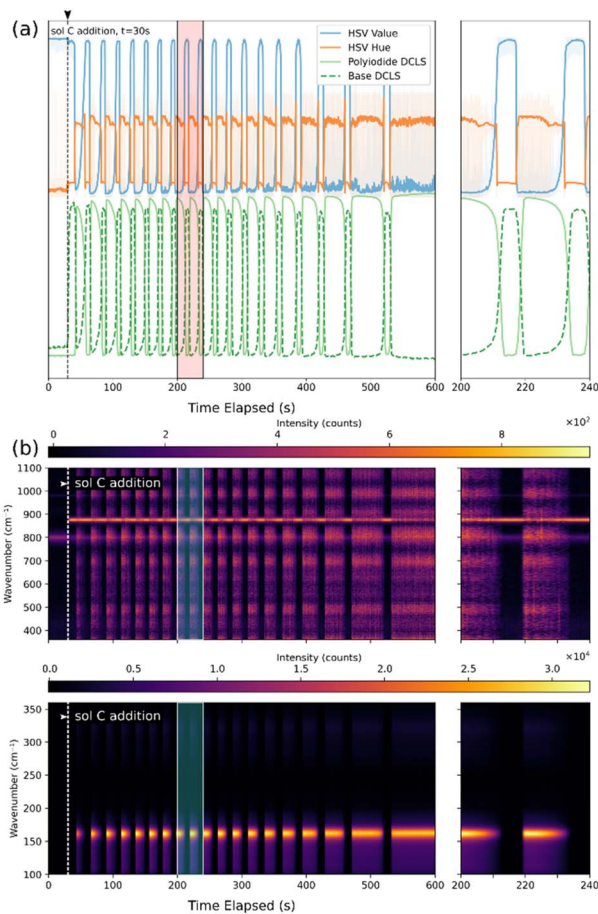 (a)
sol C addition, t=30s
HSV Value
HSV Hue
Polyiodide DCLS
Base DCLS
0 100 200 300 400 500 600 200 220 240
Time Elapsed (s)
(b)
Intensity (counts) ×10²
0 2 4 6 8
sol C addition
Wavenumber (cm⁻¹)
1100
1000
900
800
700
600
500
400
0 100 200 300 400 500 600 200 220 240
Intensity (counts) ×10⁴
0.0 0.5 1.0 1.5 2.0 2.5 3.0
sol C addition
Wavenumber (cm⁻¹)
350
300
250
200
150
100
0 100 200 300 400 500 600 200 220 240
Time Elapsed (s)